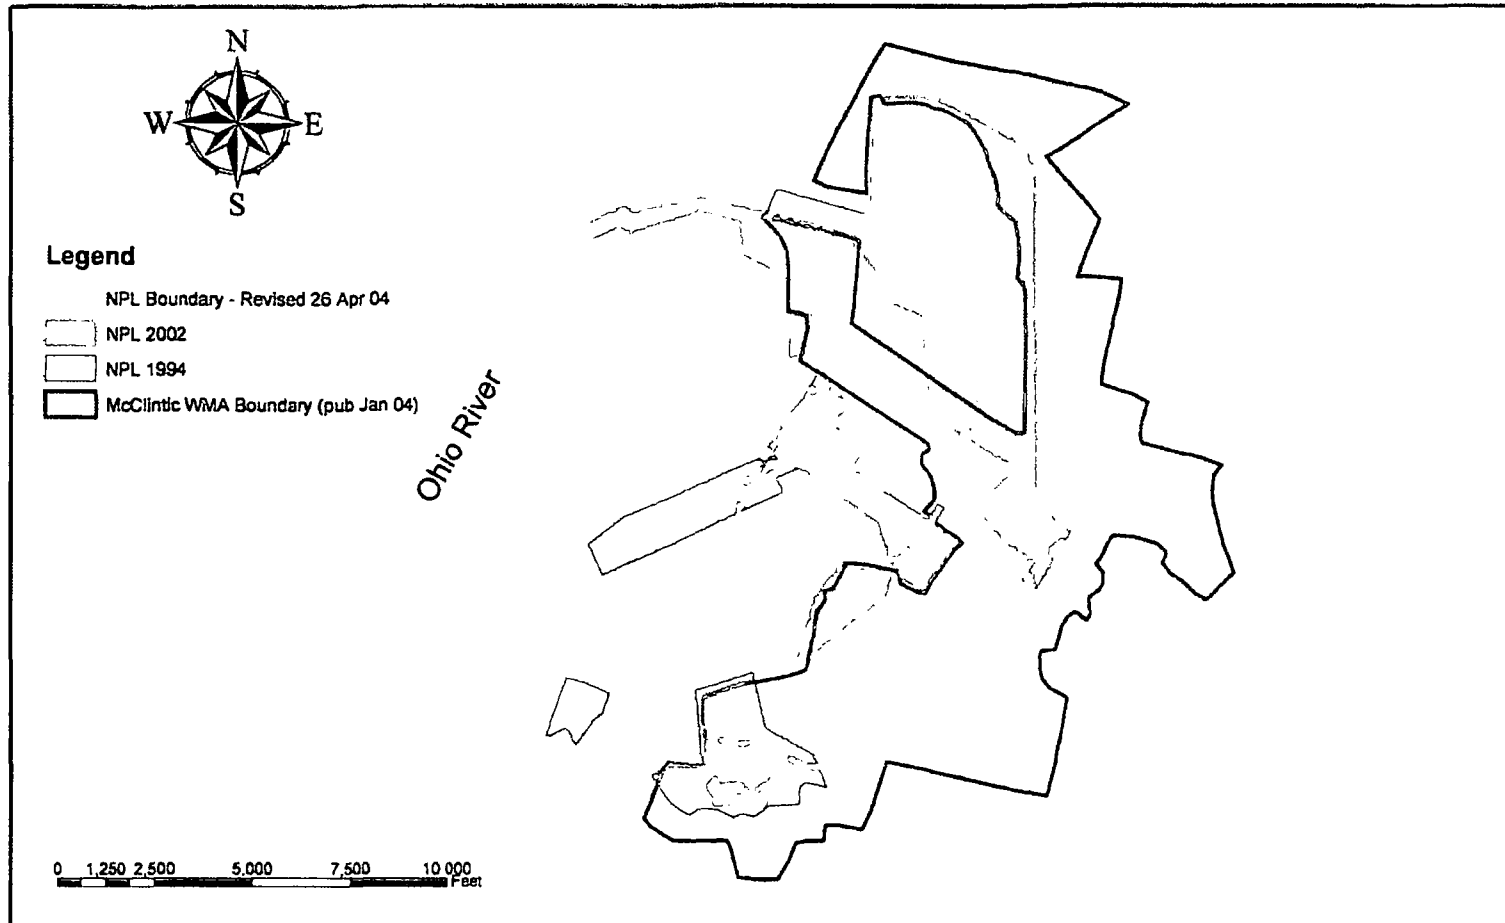 N
W E
S
Legend
NPL Boundary - Revised 26 Apr 04
NPL 2002
NPL 1994
McClintic WMA Boundary (pub Jan 04)
Ohio River
0 1,250 2,500 5,000 7,500 10 000
Feet